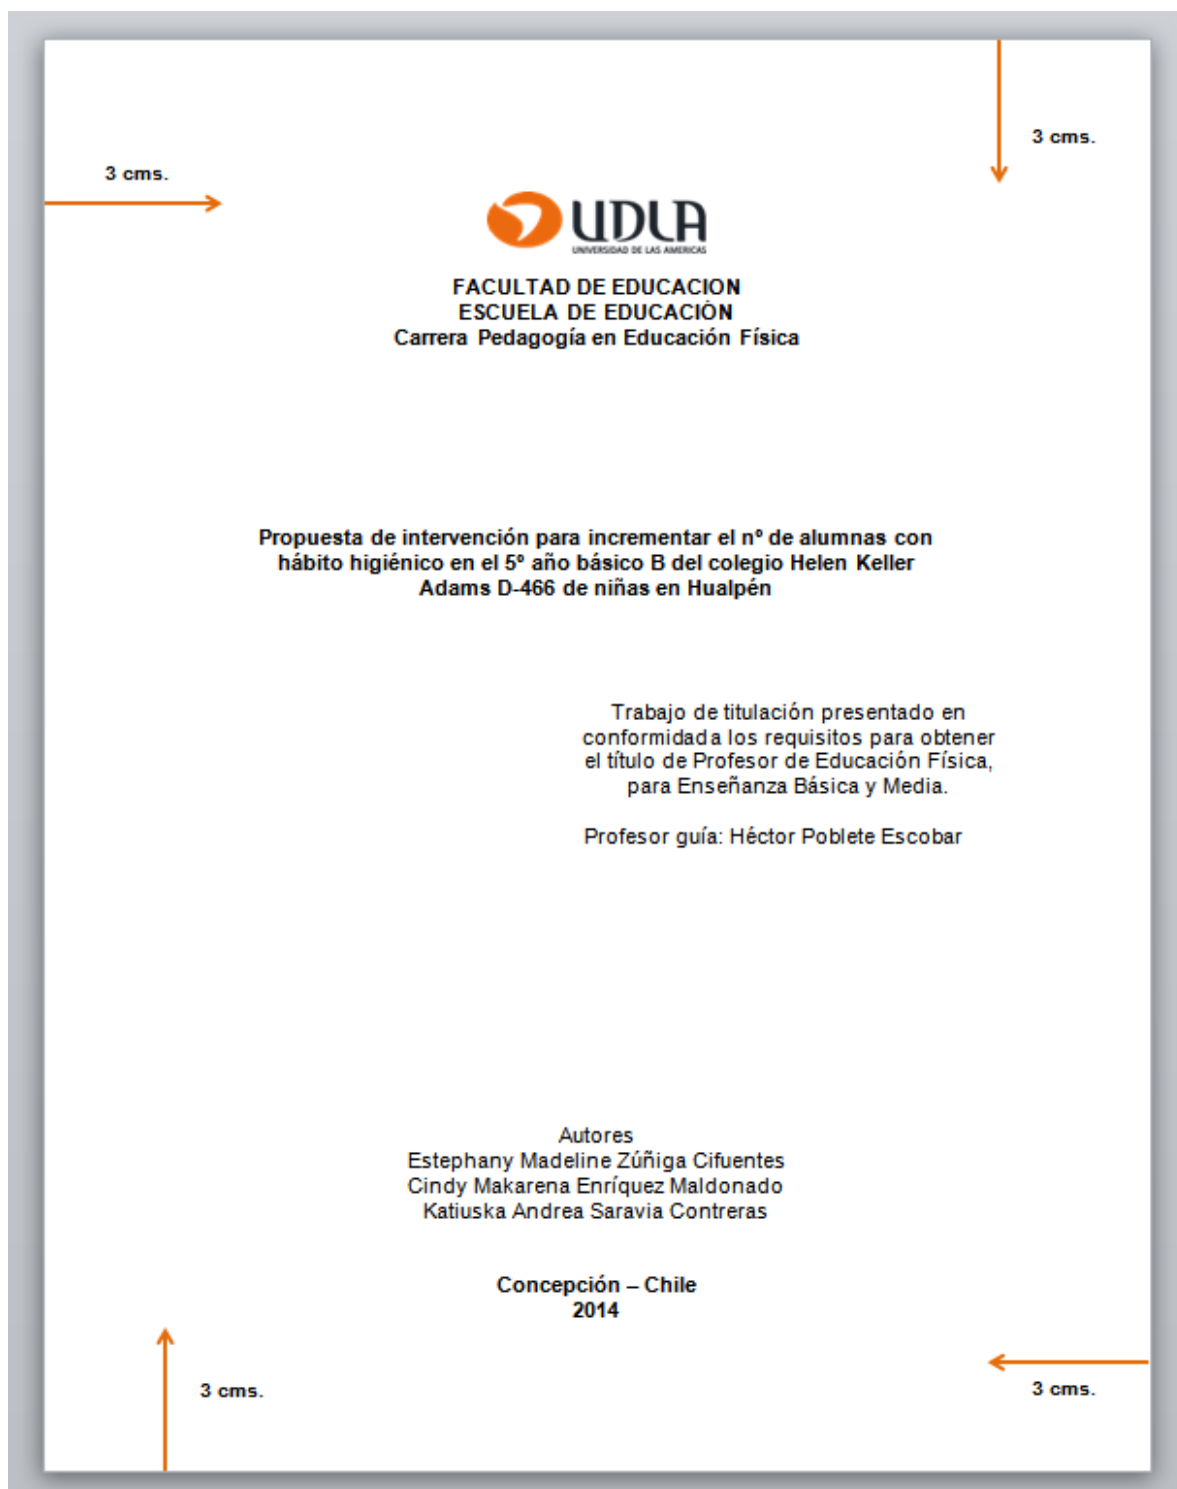 3 cms.
3 cms.
UDLA
UNIVERSIDAD DE LAS AMERICAS
FACULTAD DE EDUCACION
ESCUELA DE EDUCACIÓN
Carrera Pedagogía en Educación Física
Propuesta de intervención para incrementar el nº de alumnas con
hábito higiénico en el 5º año básico B del colegio Helen Keller
Adams D-466 de niñas en Hualpén
Trabajo de titulación presentado en
conformidad a los requisitos para obtener
el título de Profesor de Educación Física,
para Enseñanza Básica y Media.
Profesor guía: Héctor Poblete Escobar
Autores
Estephany Madeline Zúñiga Cifuentes
Cindy Makarena Enríquez Maldonado
Katiuska Andrea Saravia Contreras
Concepción – Chile
2014
3 cms.
3 cms.